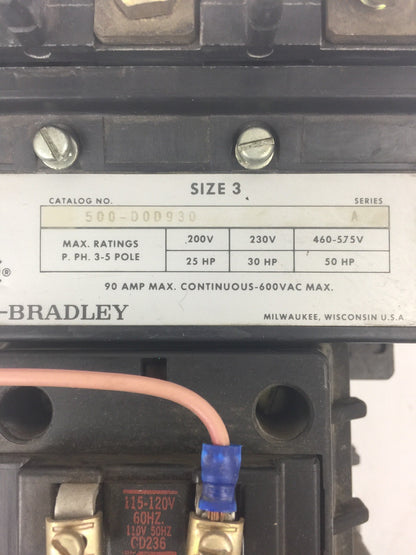 SIZE 3
CATALOG NO. SERIES
500-DOD930 A
MAX. RATINGS P. PH. 3-5 POLE
200V 230V 460-575V
25 HP 30 HP 50 HP
90 AMP MAX. CONTINUOUS-600VAC MAX.
®
-BRADLEY
MILWAUKEE, WISCONSIN U.S.A.
115-120V
60HZ.
110V 50HZ
CD236